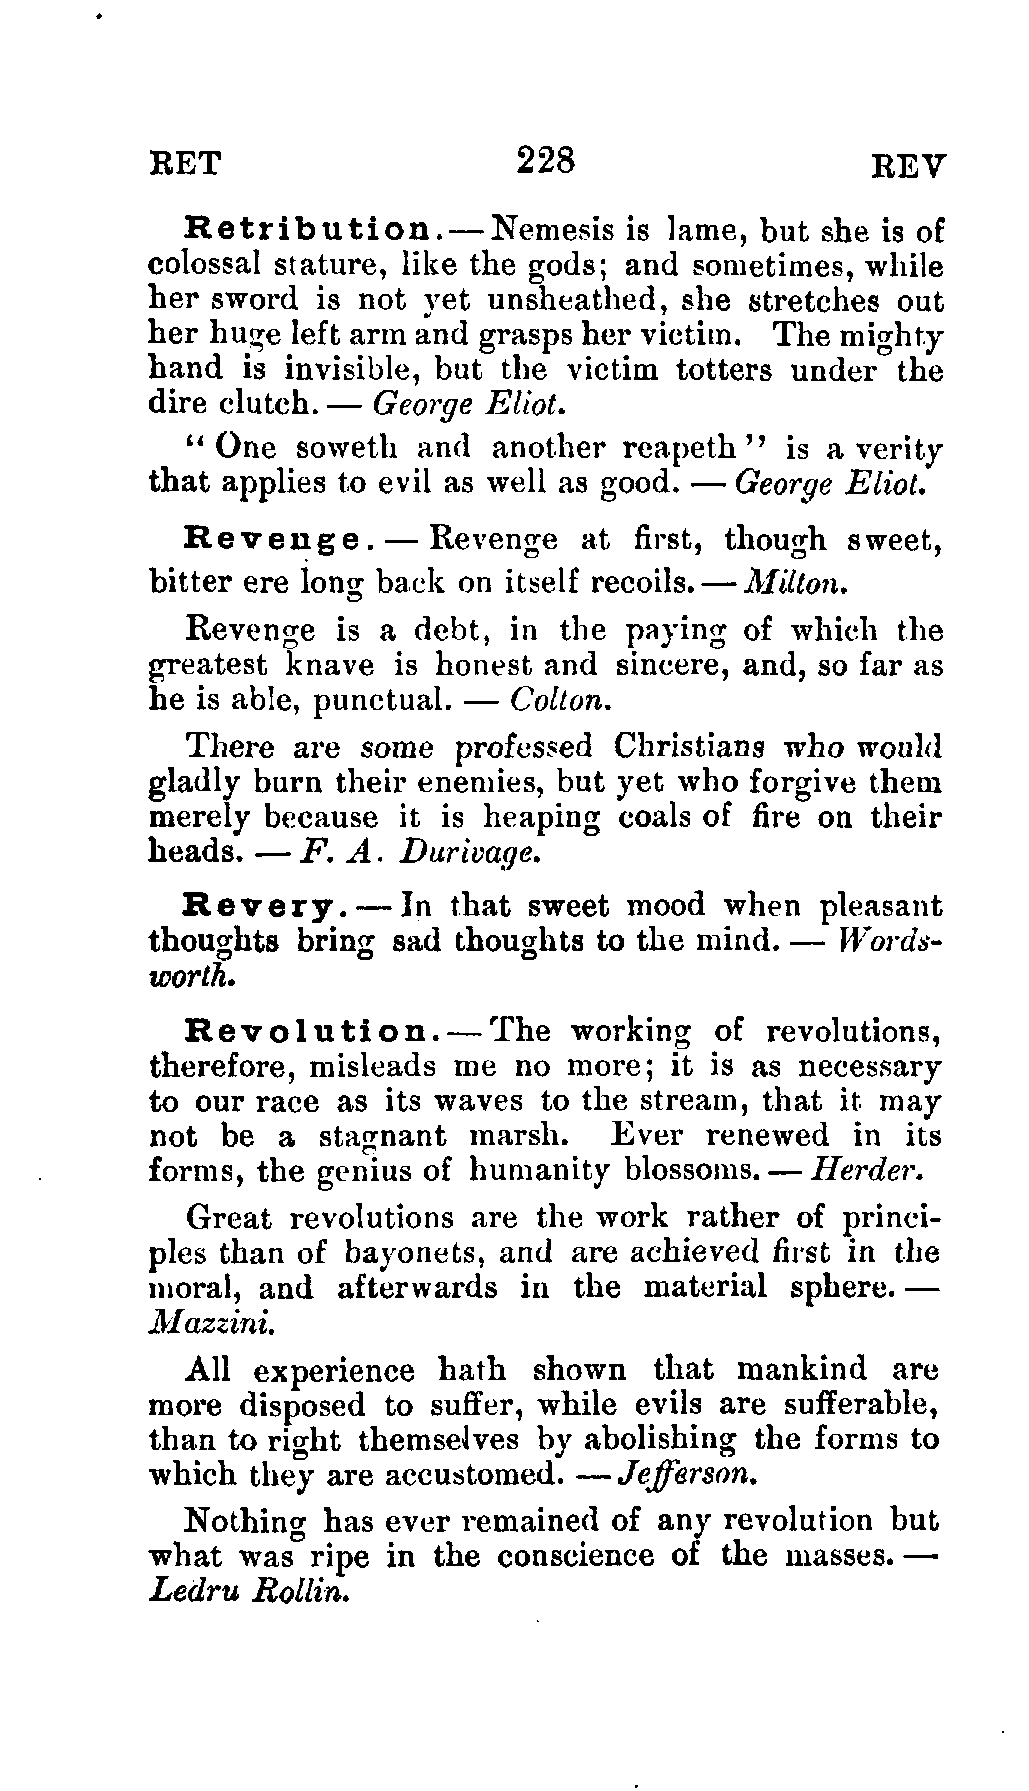 RET 228 REV
Retribution.—Nemesis is lame, but she is of
colossal stature, like the gods; and sometimes, while
her sword is not yet unsheathed, she stretches out
her huge left arm and grasps her victim. The mighty
hand is invisible, but the victim totters under the
dire clutch. — George Eliot.
“ One soweth and another reapeth ” is a verity
that applies to evil as well as good. — George Eliot.
Revenge. — Revenge at first, though sweet,
bitter ere long back on itself recoils. — Milton.
Revenge is a debt, in the paying of which the
greatest knave is honest and sincere, and, so far as
he is able, punctual. — Colton.
There are some professed Christians who would
gladly burn their enemies, but yet who forgive them
merely because it is heaping coals of fire on their
heads. — F. A. Durivage.
Revery. — In that sweet mood when pleasant
thoughts bring sad thoughts to the mind. — Words-
worth.
Revolution. — The working of revolutions,
therefore, misleads me no more; it is as necessary
to our race as its waves to the stream, that it may
not be a stagnant marsh. Ever renewed in its
forms, the genius of humanity blossoms. — Herder.
Great revolutions are the work rather of princi-
ples than of bayonets, and are achieved first in the
moral, and afterwards in the material sphere. —
Mazzini.
All experience hath shown that mankind are
more disposed to suffer, while evils are sufferable,
than to right themselves by abolishing the forms to
which they are accustomed. — Jefferson.
Nothing has ever remained of any revolution but
what was ripe in the conscience of the masses. —
Ledru Rollin.